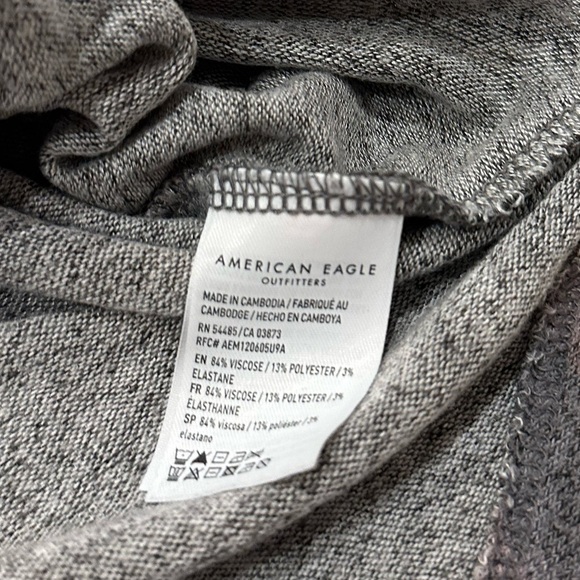 AMERICAN EAGLE
OUTFITTERS
MADE IN CAMBODIA / FABRIQUÉ AU
CAMBODGE / HECHO EN CAMBOYA
RN 54485 / CA 03873
RFC# AEM120605U9A
EN 84% VISCOSE / 13% POLYESTER / 3%
ELASTANE
FR 84% VISCOSE / 13% POLYESTER / 3%
ÉLASTHANNE
SP 84% viscosa / 13% poliéster / 3%
elastano